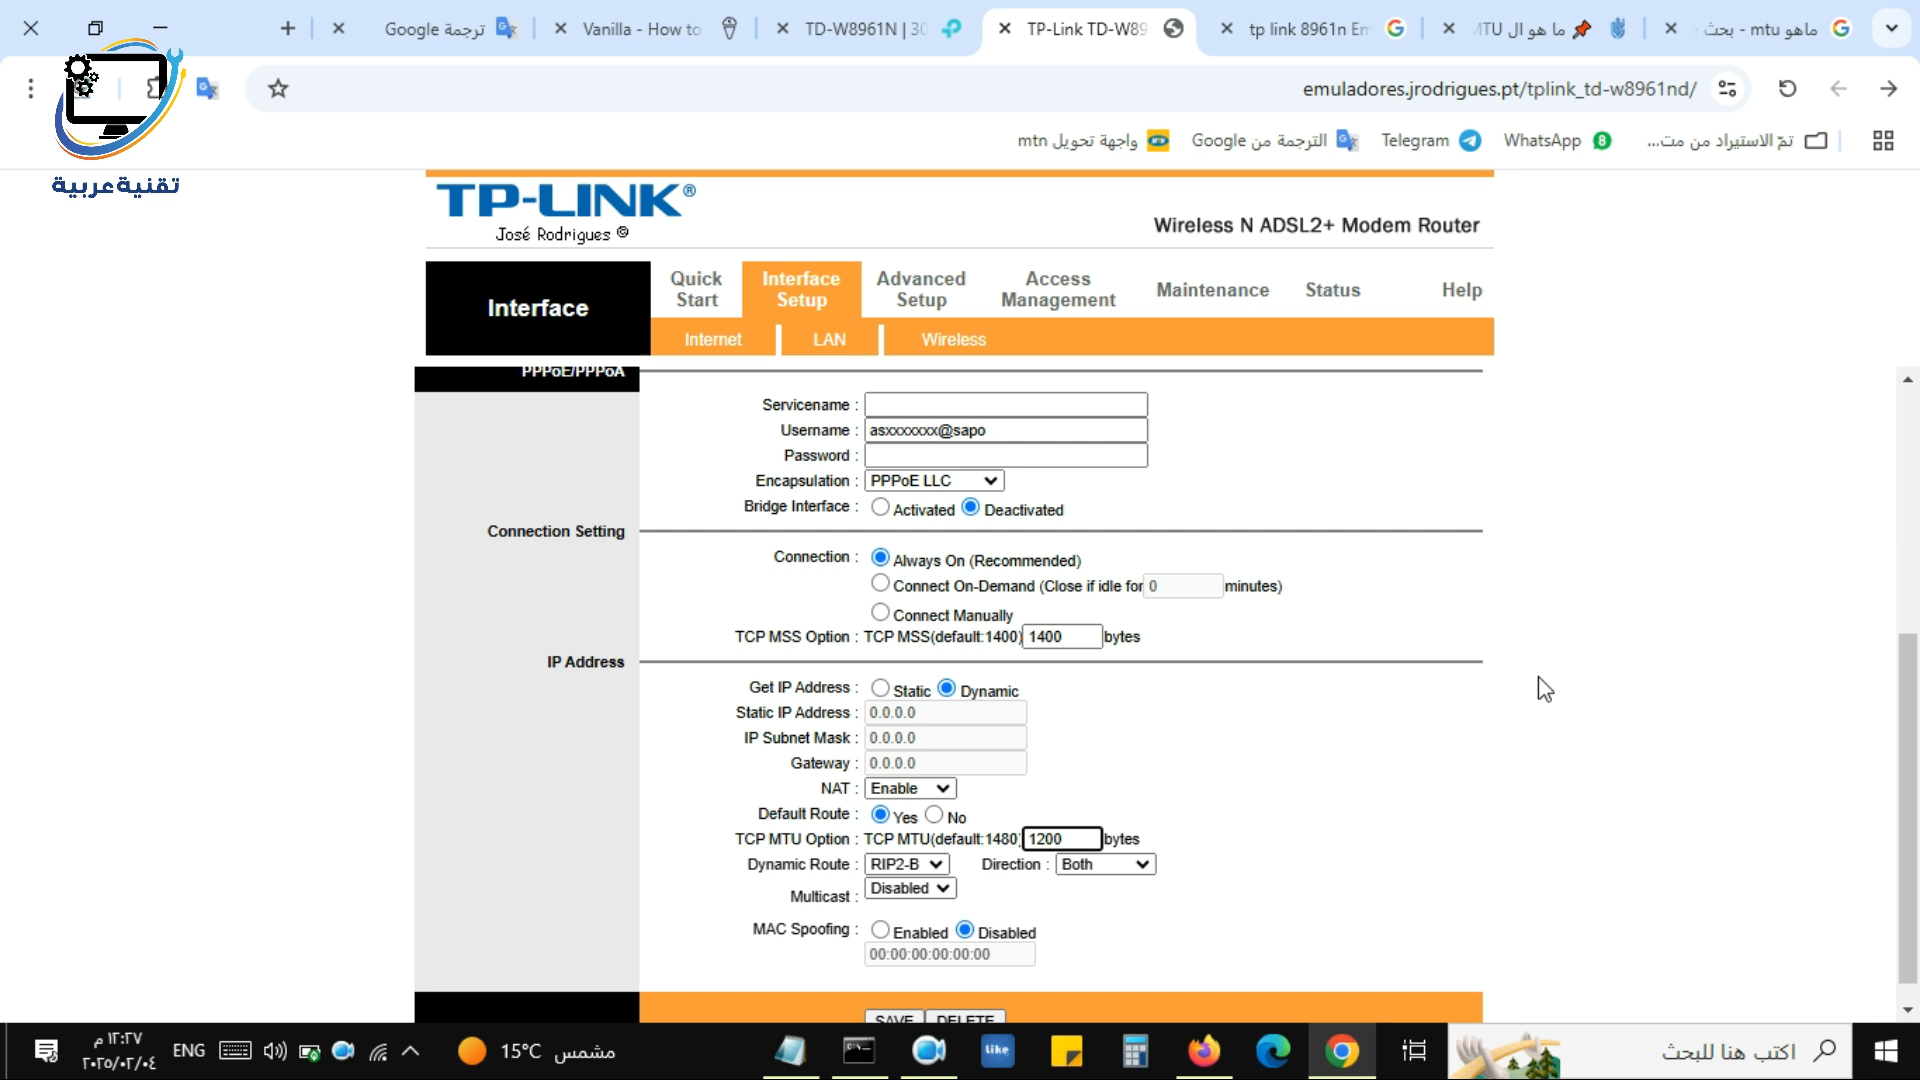 ترجمة Google
Vanilla - How to
TD-W8961N | 30
TP-Link TD-W89
tp link 8961n Em
ما هو ال MTU
ماهو mtu - بحث
emuladores.jrodrigues.pt/tplink_td-w8961nd/
واجهة تحويل mtn
الترجمة من Google
Telegram
WhatsApp
تمّ الاستيراد من مت...
تقنية عربية
TP-LINK®
José Rodrigues ©
Wireless N ADSL2+ Modem Router
Interface
Quick Start
Interface Setup
Advanced Setup
Access Management
Maintenance
Status
Help
Internet
LAN
Wireless
PPPoE/PPPoA
Servicename :
Username : asxxxxxxx@sapo
Password :
Encapsulation : PPPoE LLC
Bridge Interface : Activated Deactivated
Connection Setting
Connection : Always On (Recommended)
Connect On-Demand (Close if idle for 0 minutes)
Connect Manually
TCP MSS Option : TCP MSS(default:1400) 1400 bytes
IP Address
Get IP Address : Static Dynamic
Static IP Address : 0.0.0.0
IP Subnet Mask : 0.0.0.0
Gateway : 0.0.0.0
NAT : Enable
Default Route : Yes No
TCP MTU Option : TCP MTU(default:1480) 1200 bytes
Dynamic Route : RIP2-B Direction : Both
Multicast : Disabled
MAC Spoofing : Enabled Disabled
00:00:00:00:00:00
SAVE DELETE
١٢:٢٧ م
٢٠٢٥/٠٢/٠٤
ENG
15°C مشمس
like
اكتب هنا للبحث